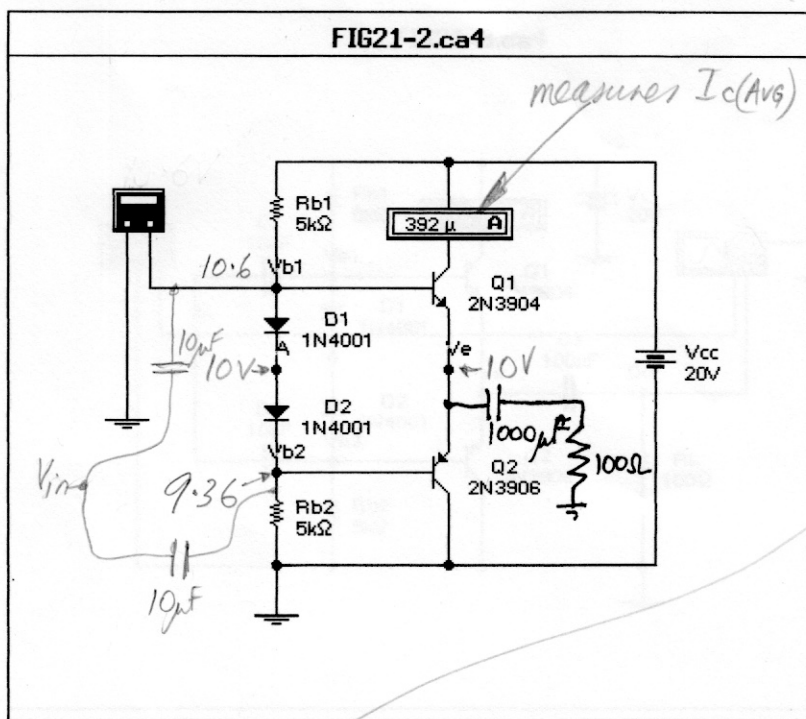 FIG21-2.ca4
measures Ic(AVG)
Rb1
5kΩ
392 μ A
Vb1
10.6
Q1
2N3904
D1
1N4001
10μF
A
10V
Ve
10V
Vcc
20V
D2
1N4001
1000μF
100Ω
Vb2
Vin
9.36
Q2
2N3906
Rb2
5kΩ
10μF